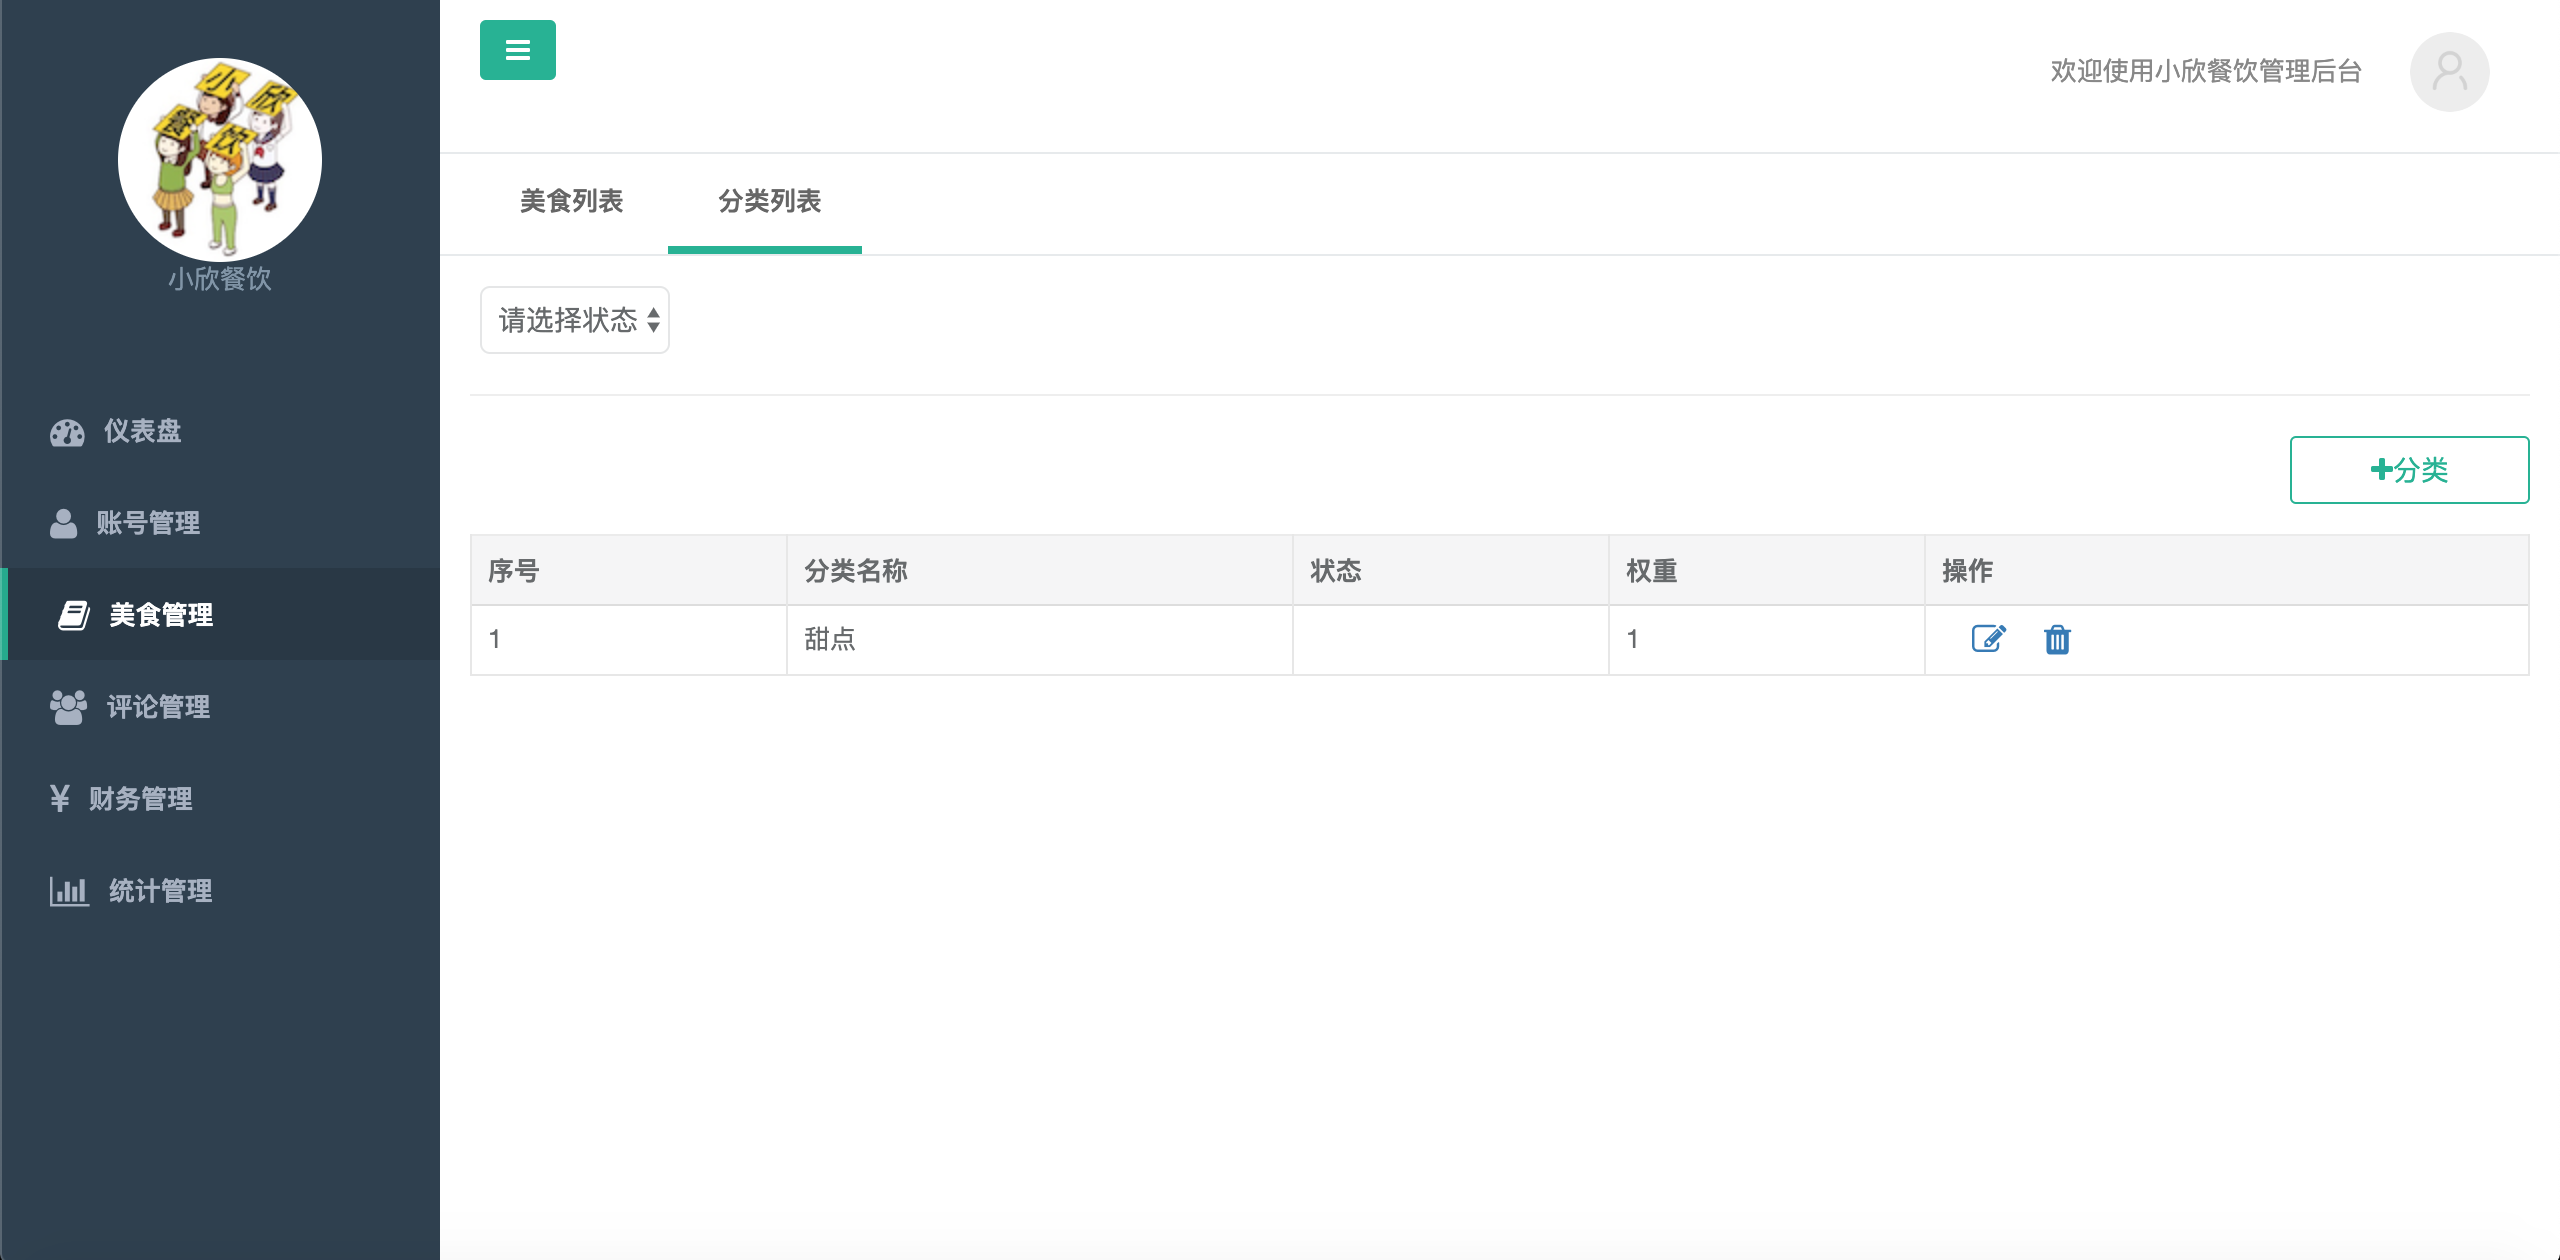 小欣
餐饮
小欣餐饮
仪表盘
账号管理
美食管理
评论管理
¥ 财务管理
统计管理
欢迎使用小欣餐饮管理后台
美食列表 分类列表
请选择状态
+分类
序号 分类名称 状态 权重 操作
1 甜点 1